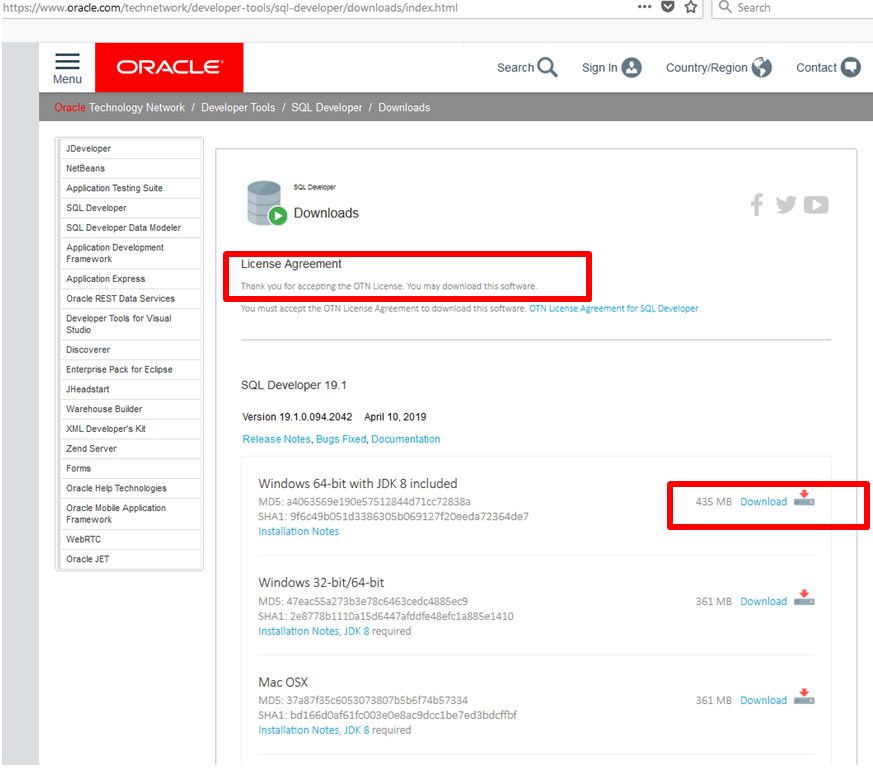 https://www.oracle.com/technetwork/developer-tools/sql-developer/downloads/index.html
Search
Menu
ORACLE
Search
Sign In
Country/Region
Contact
Oracle Technology Network / Developer Tools / SQL Developer / Downloads
JDeveloper
NetBeans
Application Testing Suite
SQL Developer
SQL Developer Data Modeler
Application Development
Framework
Application Express
Oracle REST Data Services
Developer Tools for Visual
Studio
Discoverer
Enterprise Pack for Eclipse
JHeadstart
Warehouse Builder
XML Developer's Kit
Zend Server
Forms
Oracle Help Technologies
Oracle Mobile Application
Framework
WebRTC
Oracle JET
SQL Developer
Downloads
License Agreement
Thank you for accepting the OTN License. You may download this software.
You must accept the OTN License Agreement to download this software. OTN License Agreement for SQL Developer
SQL Developer 19.1
Version 19.1.0.094.2042 April 10, 2019
Release Notes, Bugs Fixed, Documentation
Windows 64-bit with JDK 8 included
MD5: a4063569e190e57512844d71cc72838a
SHA1: 9f6c49b051d3386305b069127f20eeda72364de7
Installation Notes
435 MB Download
Windows 32-bit/64-bit
MD5: 47eac55a273b3e78c6463cedc4885ec9
SHA1: 2e8778b1110a15d6447afddfe48efc1a885e1410
Installation Notes, JDK 8 required
361 MB Download
Mac OSX
MD5: 37a87f35c6053073807b5b6f74b57334
SHA1: bd166d0af61fc003e0e8ac9dcc1be7ed3bdcffbf
Installation Notes, JDK 8 required
361 MB Download